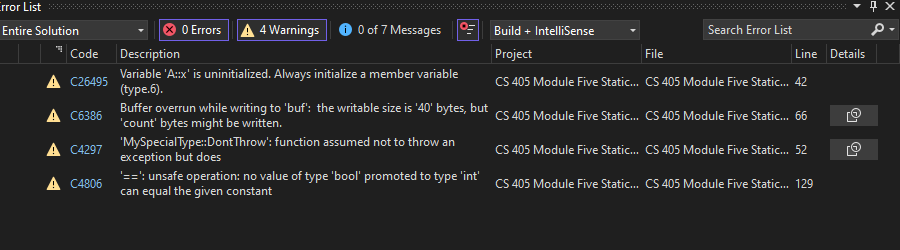 Error List
Entire Solution
0 Errors
4 Warnings
0 of 7 Messages
Build + IntelliSense
Search Error List
Code Description Project File Line Details
C26495 Variable 'A::x' is uninitialized. Always initialize a member variable CS 405 Module Five Static... CS 405 Module Five Static... 42
(type.6).
C6386 Buffer overrun while writing to 'buf': the writable size is '40' bytes, but CS 405 Module Five Static... CS 405 Module Five Static... 66
'count' bytes might be written.
C4297 'MySpecialType::DontThrow': function assumed not to throw an CS 405 Module Five Static... CS 405 Module Five Static... 52
exception but does
C4806 '==': unsafe operation: no value of type 'bool' promoted to type 'int' CS 405 Module Five Static... CS 405 Module Five Static... 129
can equal the given constant